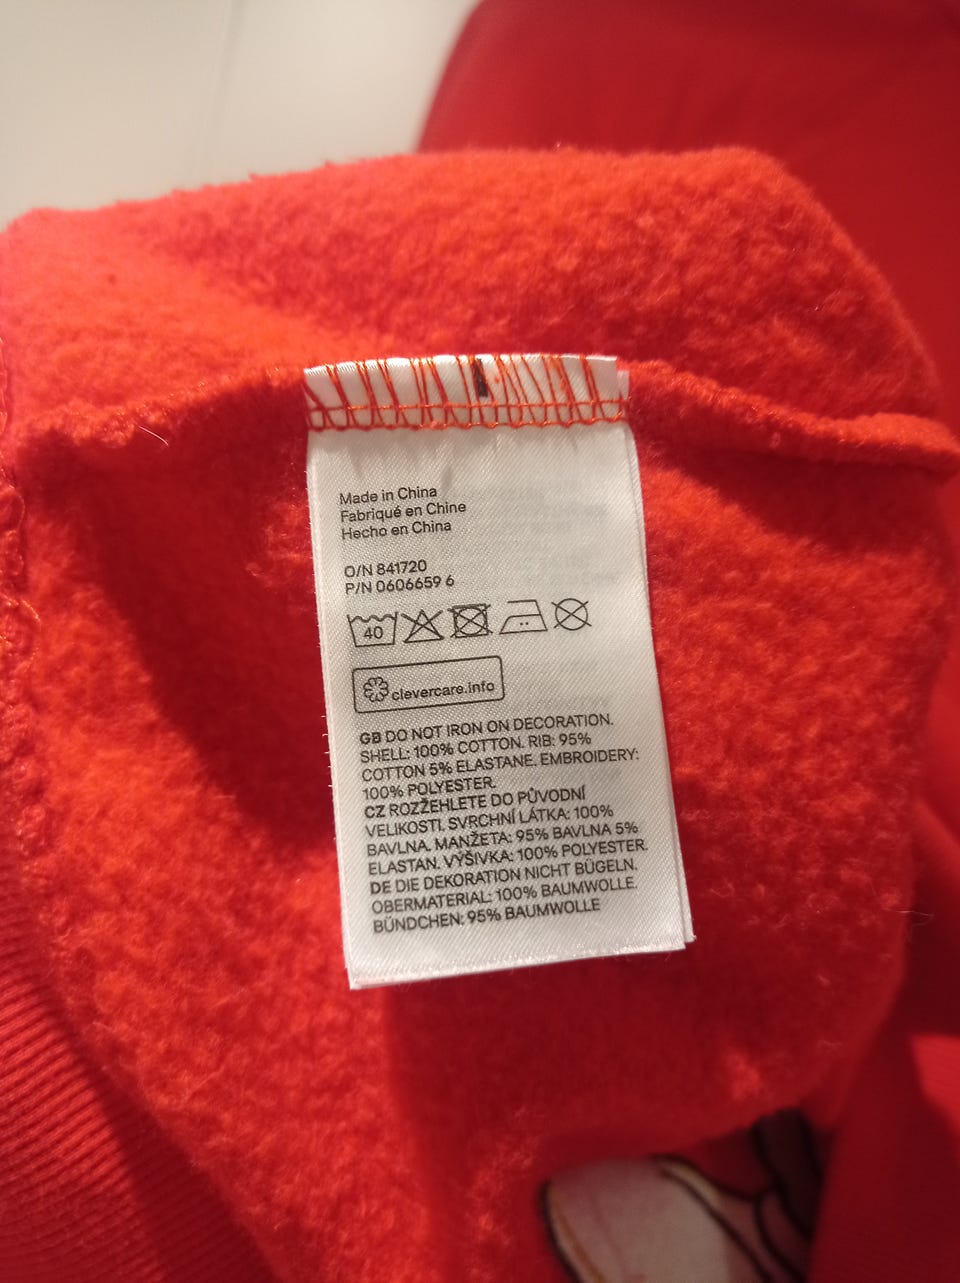 Made in China
Fabriqué en Chine
Hecho en China
O/N 841720
P/N 0606659 6
40
clevercare.info
GB DO NOT IRON ON DECORATION.
SHELL: 100% COTTON. RIB: 95%
COTTON 5% ELASTANE. EMBROIDERY:
100% POLYESTER.
CZ ROZŽEHLETE DO PŮVODNÍ
VELIKOSTI. SVRCHNÍ LÁTKA: 100%
BAVLNA. MANŽETA: 95% BAVLNA 5%
ELASTAN. VÝŠIVKA: 100% POLYESTER.
DE DIE DEKORATION NICHT BÜGELN.
OBERMATERIAL: 100% BAUMWOLLE.
BÜNDCHEN: 95% BAUMWOLLE